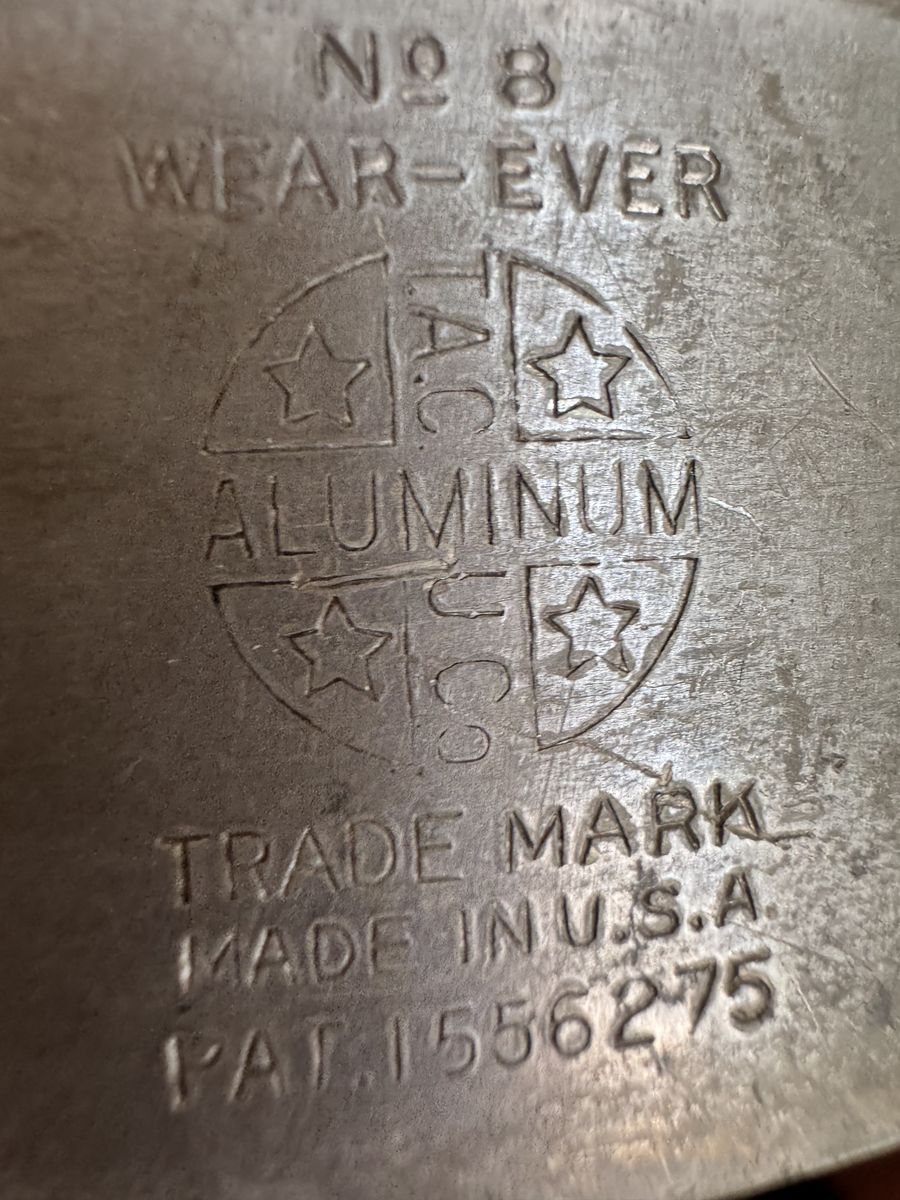 Nº 8
WEAR-EVER
T.A.C.
ALUMINUM
U Co
TRADE MARK
MADE IN U.S.A.
PAT. 1556275